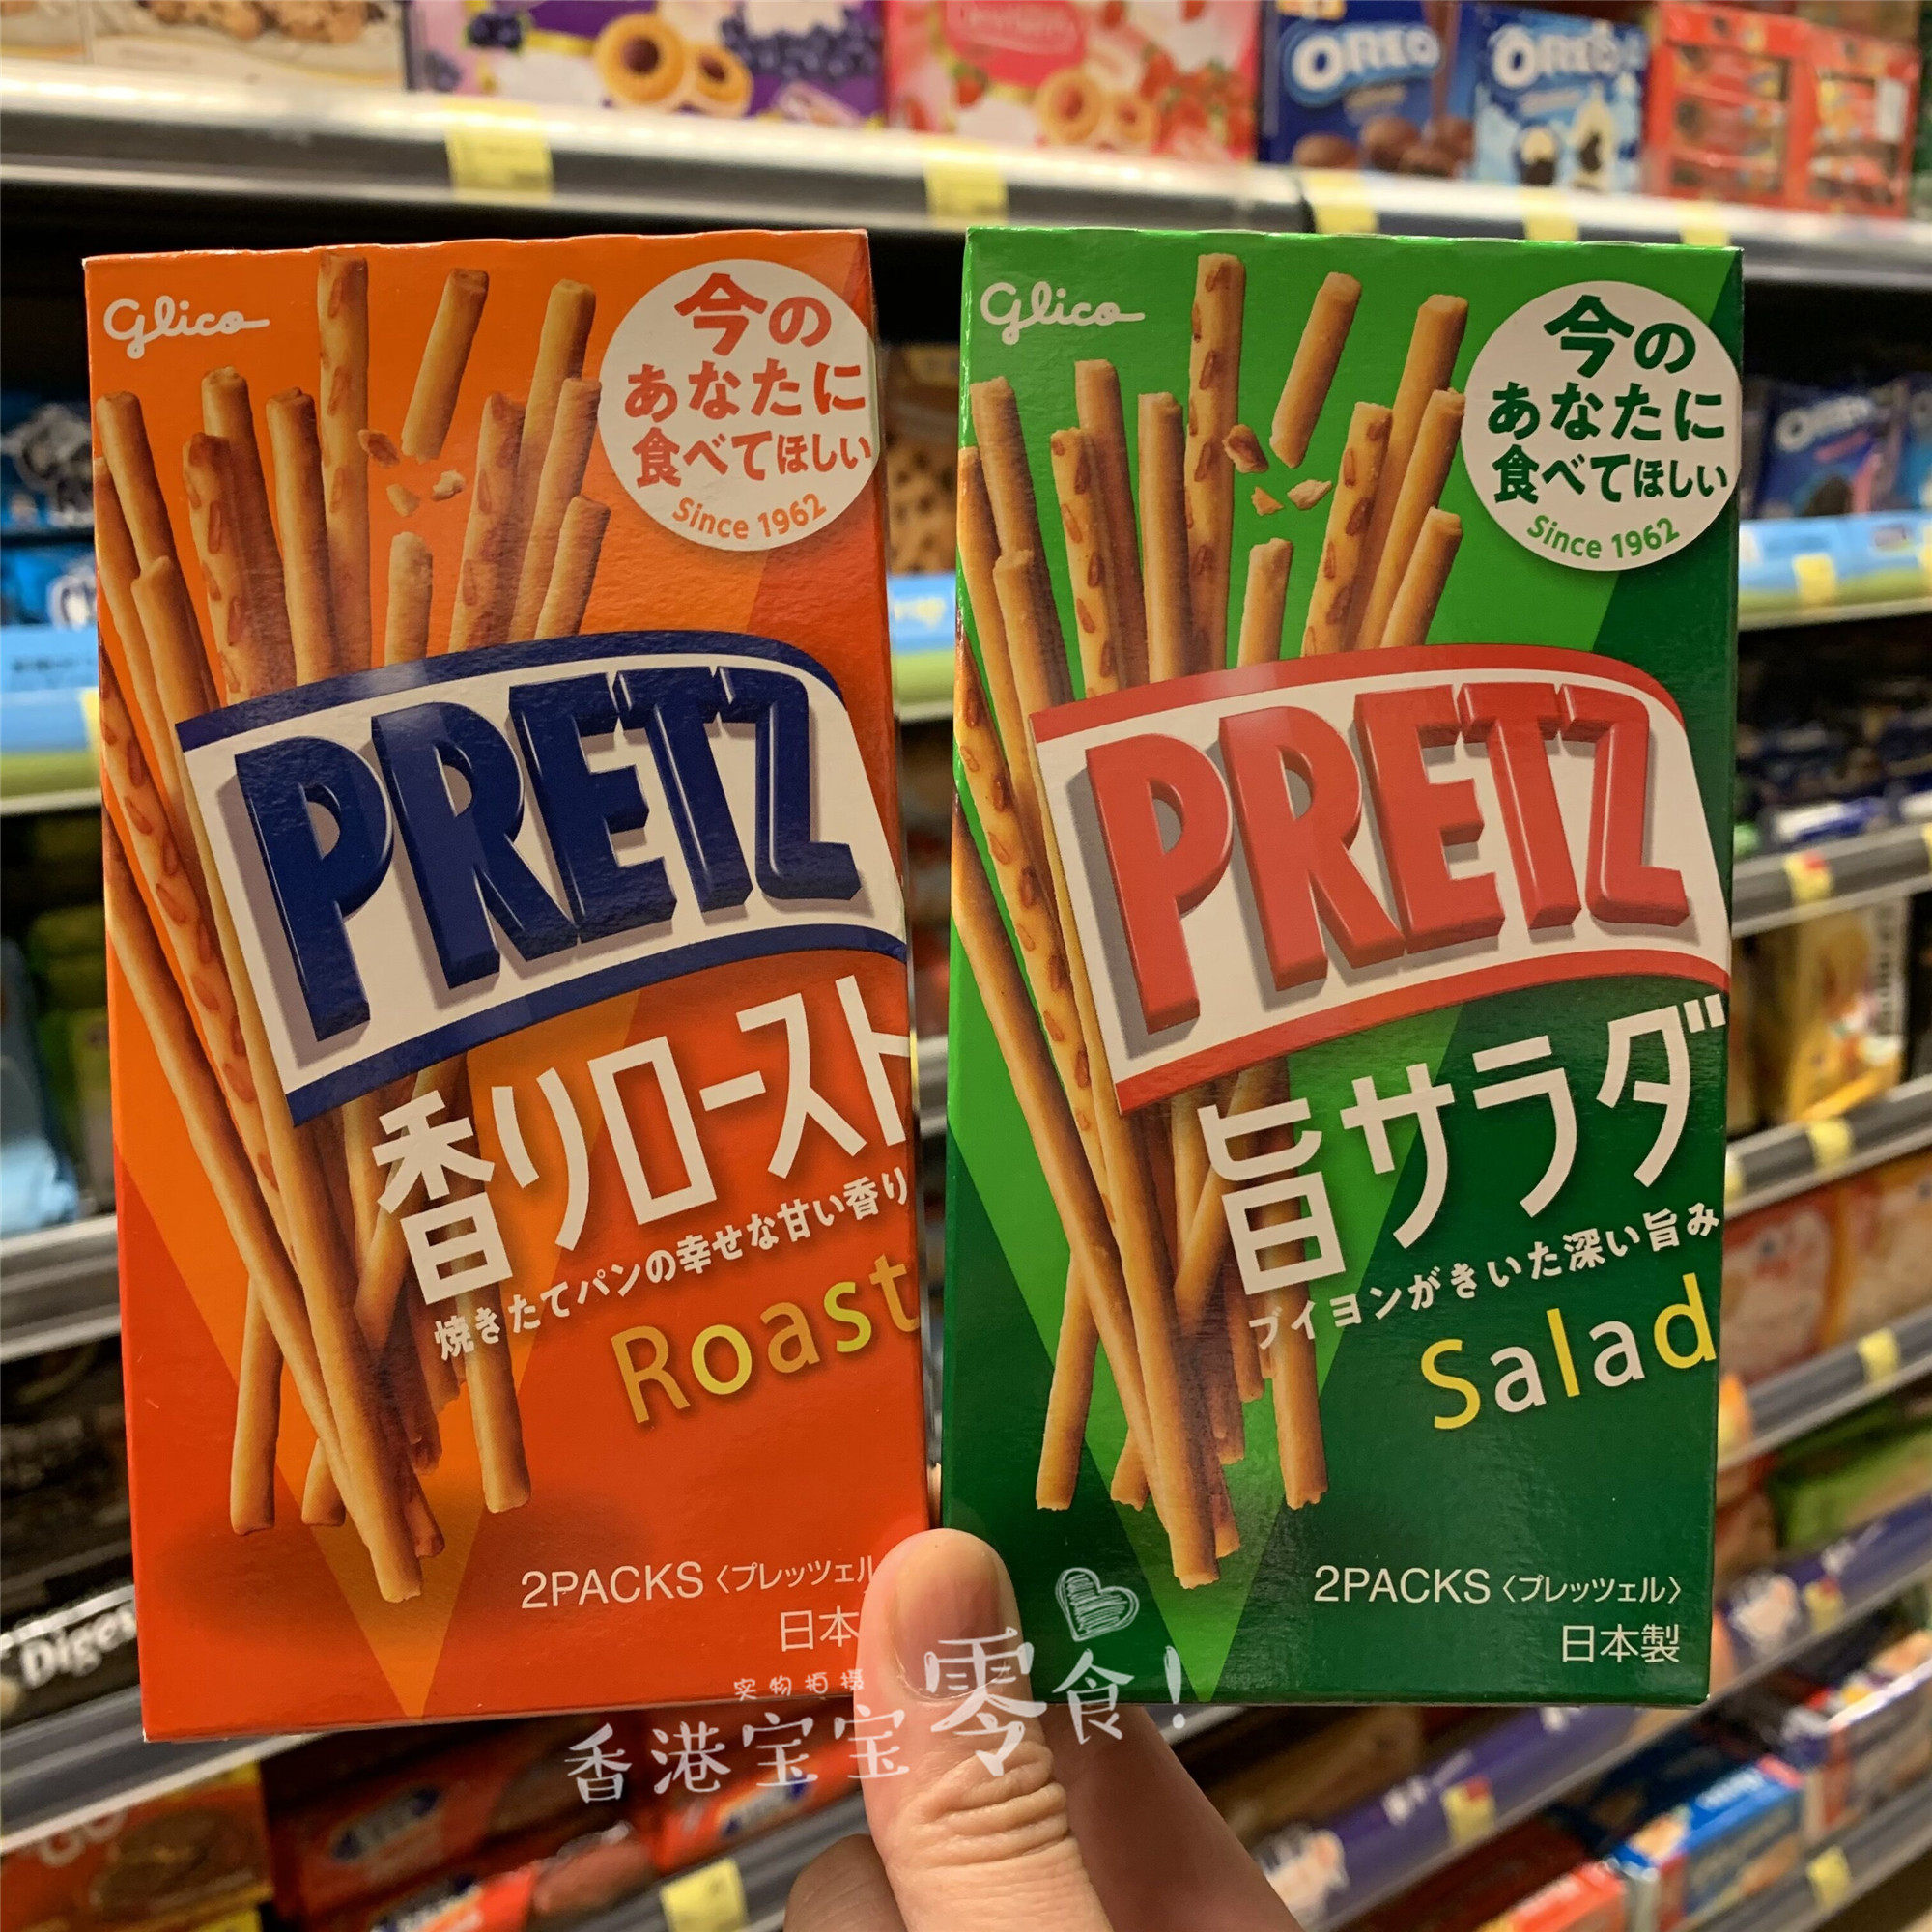 OREO
OREO
Glico
今の
あなたに
食べてほしい
Since 1962
PRETZ
香りロースト
焼きたてパンの幸せな甘い香り
Roast
2PACKS〈プレッツェル
日本
Glico
今の
あなたに
食べてほしい
Since 1962
PRETZ
旨サラダ
ブイヨンがきいた深い旨み
Salad
2PACKS〈プレッツェル〉
日本製
OREO
Diges
实物拍摄
香港宝宝零食！